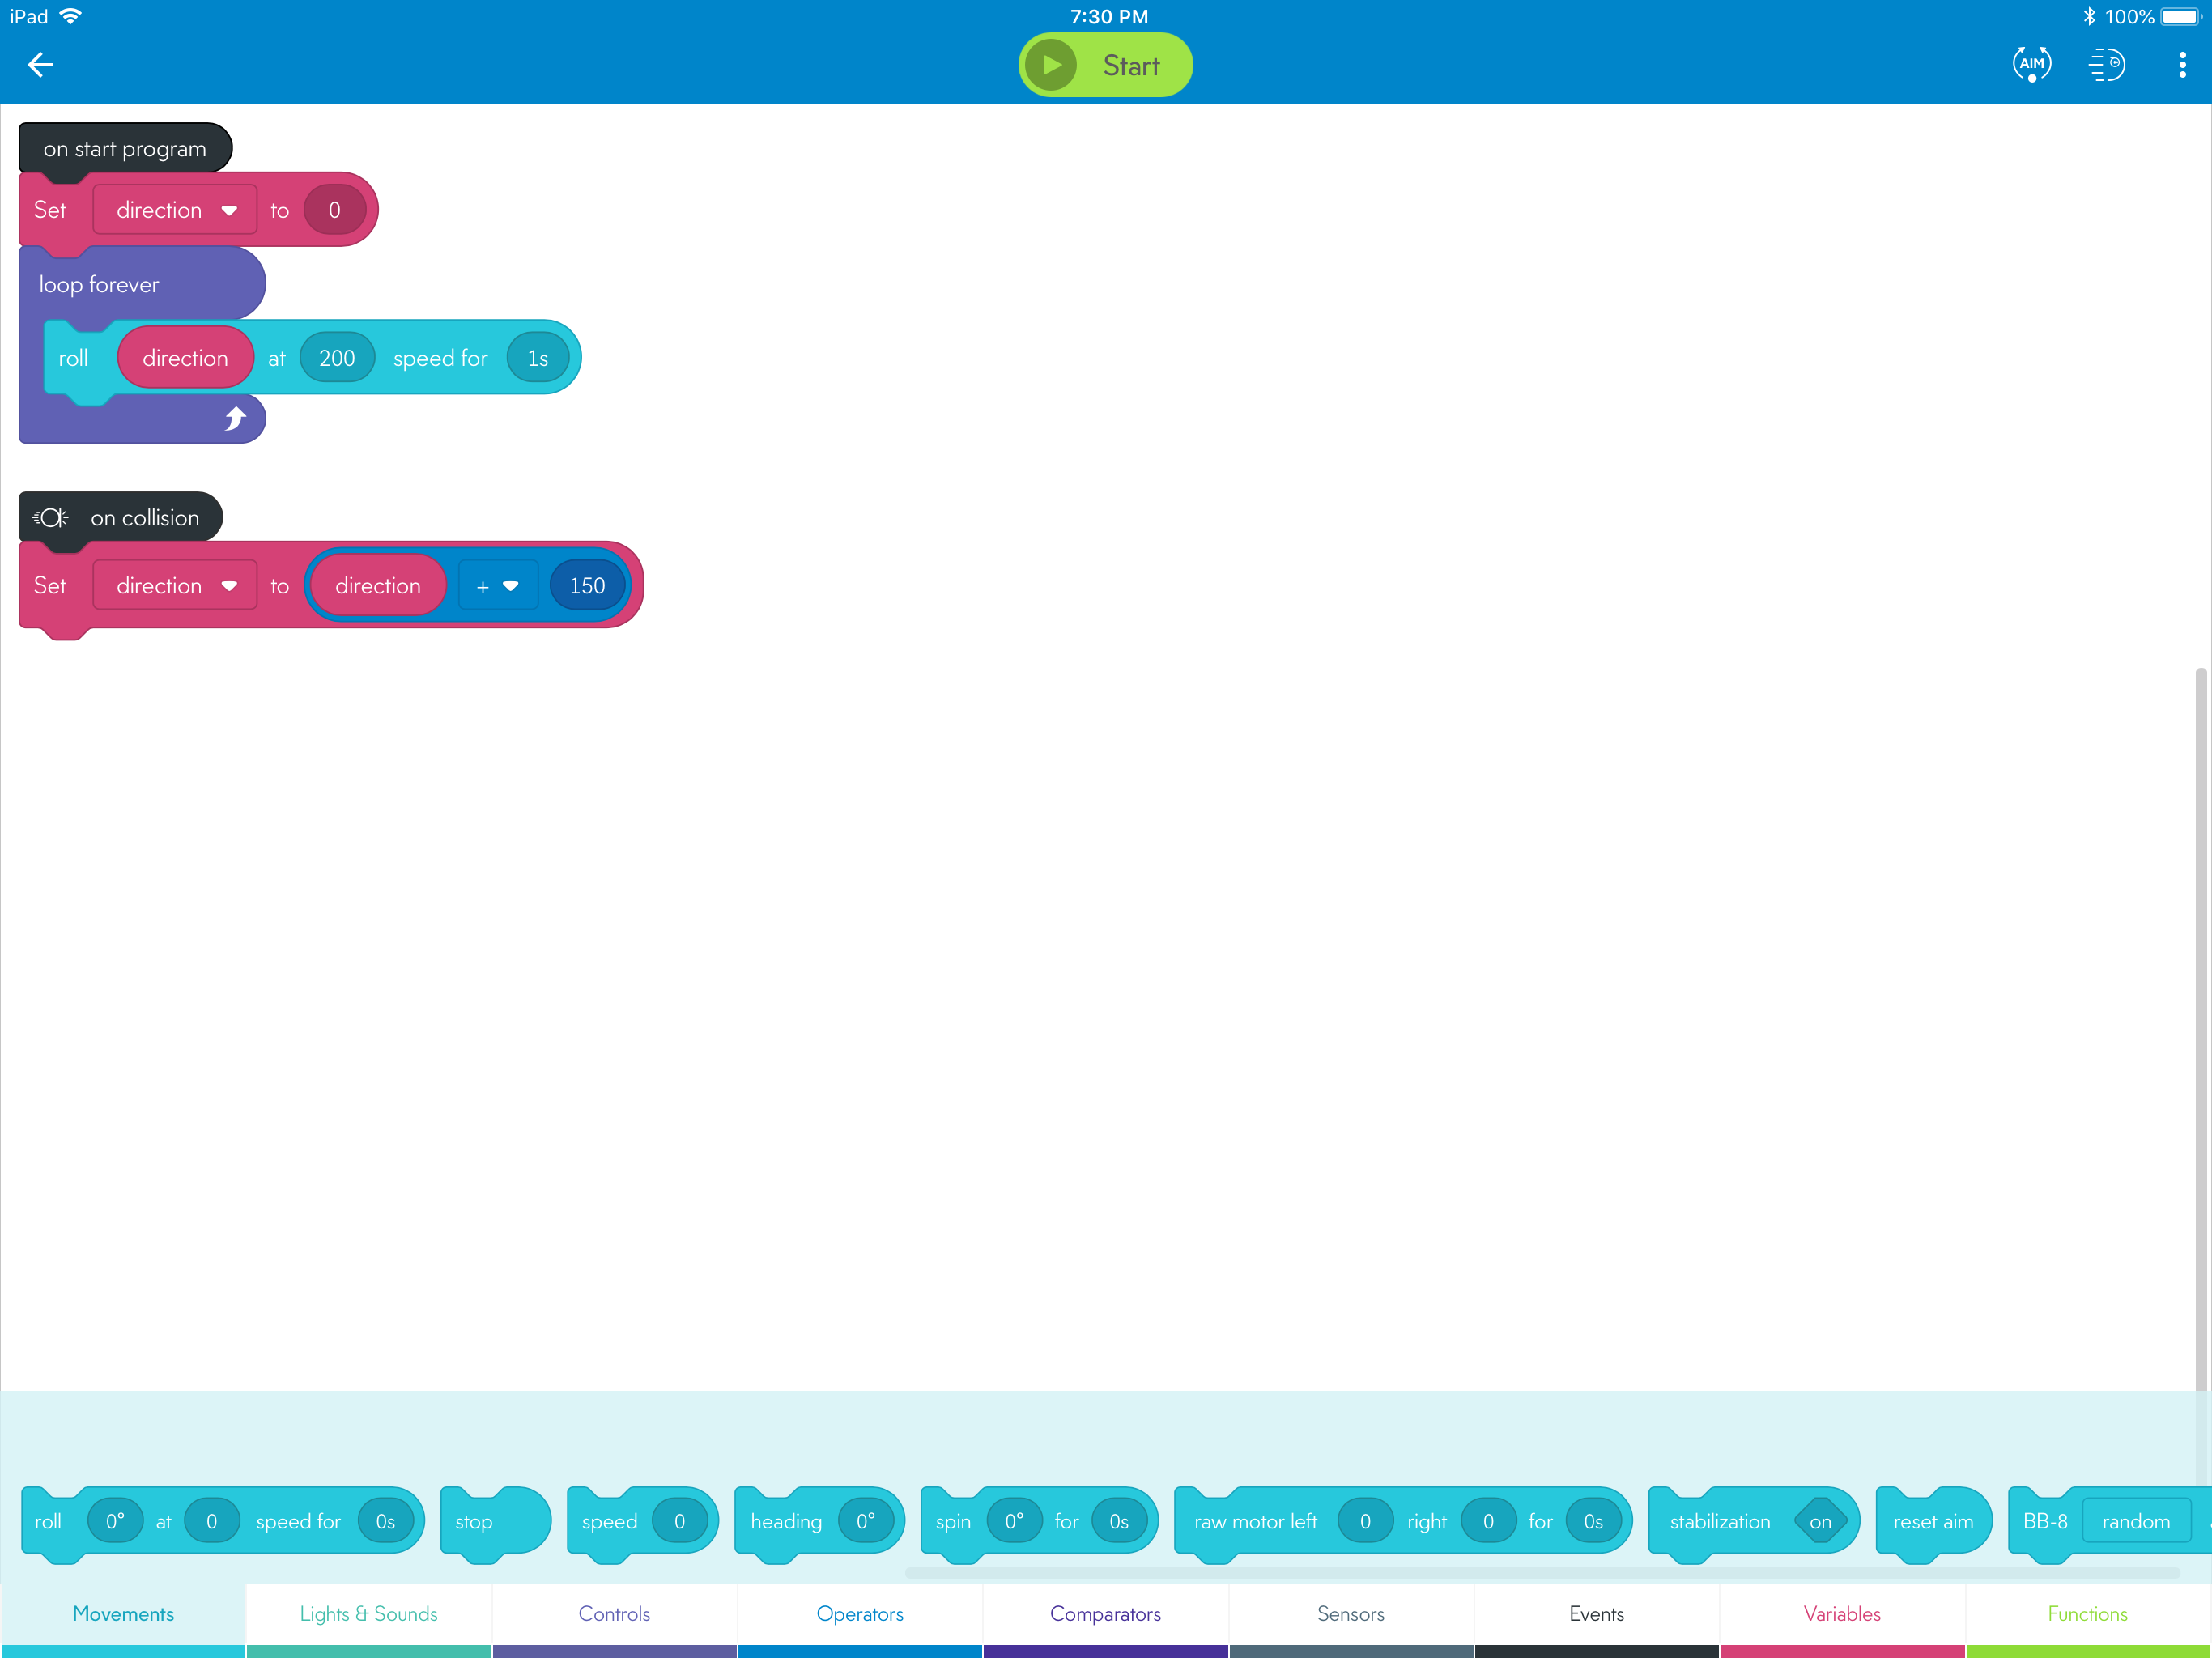 iPad 7:30 PM 100%
Start AIM
on start program
Set direction to 0
loop forever
roll direction at 200 speed for 1s
on collision
Set direction to direction + 150
roll 0° at 0 speed for 0s stop speed 0 heading 0° spin 0° for 0s raw motor left 0 right 0 for 0s stabilization on reset aim BB-8 random
Movements Lights & Sounds Controls Operators Comparators Sensors Events Variables Functions